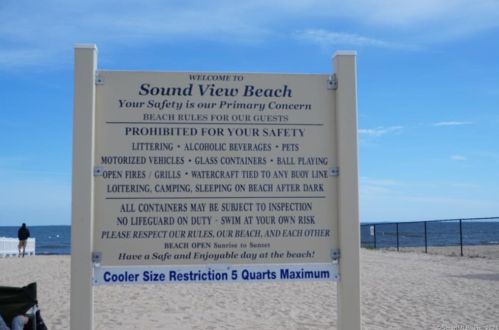 WELCOME TO
Sound View Beach
Your Safety is our Primary Concern
BEACH RULES FOR OUR GUESTS
PROHIBITED FOR YOUR SAFETY
LITTERING • ALCOHOLIC BEVERAGES • PETS
MOTORIZED VEHICLES • GLASS CONTAINERS • BALL PLAYING
OPEN FIRES / GRILLS • WATERCRAFT TIED TO ANY BUOY LINE
LOITERING, CAMPING, SLEEPING ON BEACH AFTER DARK
ALL CONTAINERS MAY BE SUBJECT TO INSPECTION
NO LIFEGUARD ON DUTY - SWIM AT YOUR OWN RISK
PLEASE RESPECT OUR RULES, OUR BEACH, AND EACH OTHER
BEACH OPEN Sunrise to Sunset
Have a Safe and Enjoyable day at the beach!
Cooler Size Restriction 5 Quarts Maximum